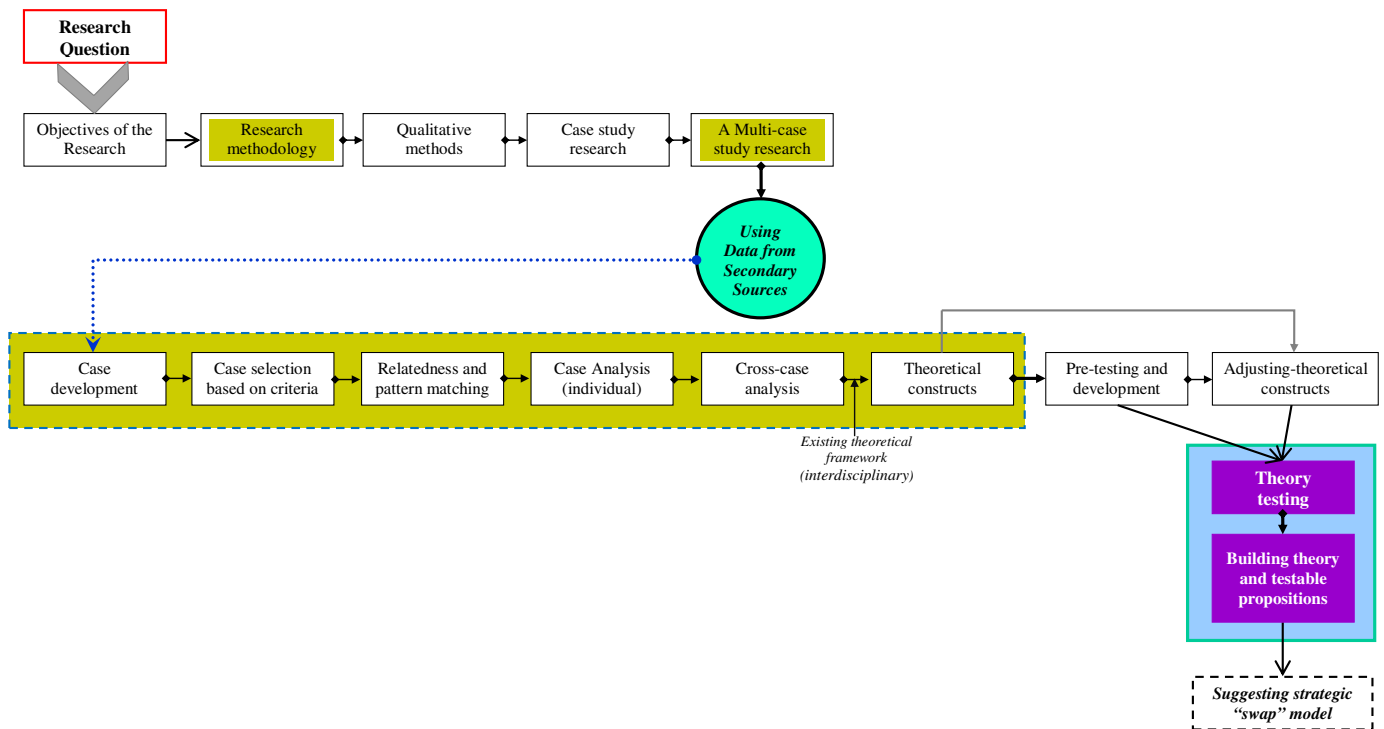 Research
Question
Objectives of the
Research
Research
methodology
Qualitative
methods
Case study
research
A Multi-case
study research
Using
Data from
Secondary
Sources
Case
development
Case selection
based on criteria
Relatedness and
pattern matching
Case Analysis
(individual)
Cross-case
analysis
Theoretical
constructs
Pre-testing and
development
Adjusting-theoretical
constructs
Existing theoretical
framework
(interdisciplinary)
Theory
testing
Building theory
and testable
propositions
Suggesting strategic
“swap” model